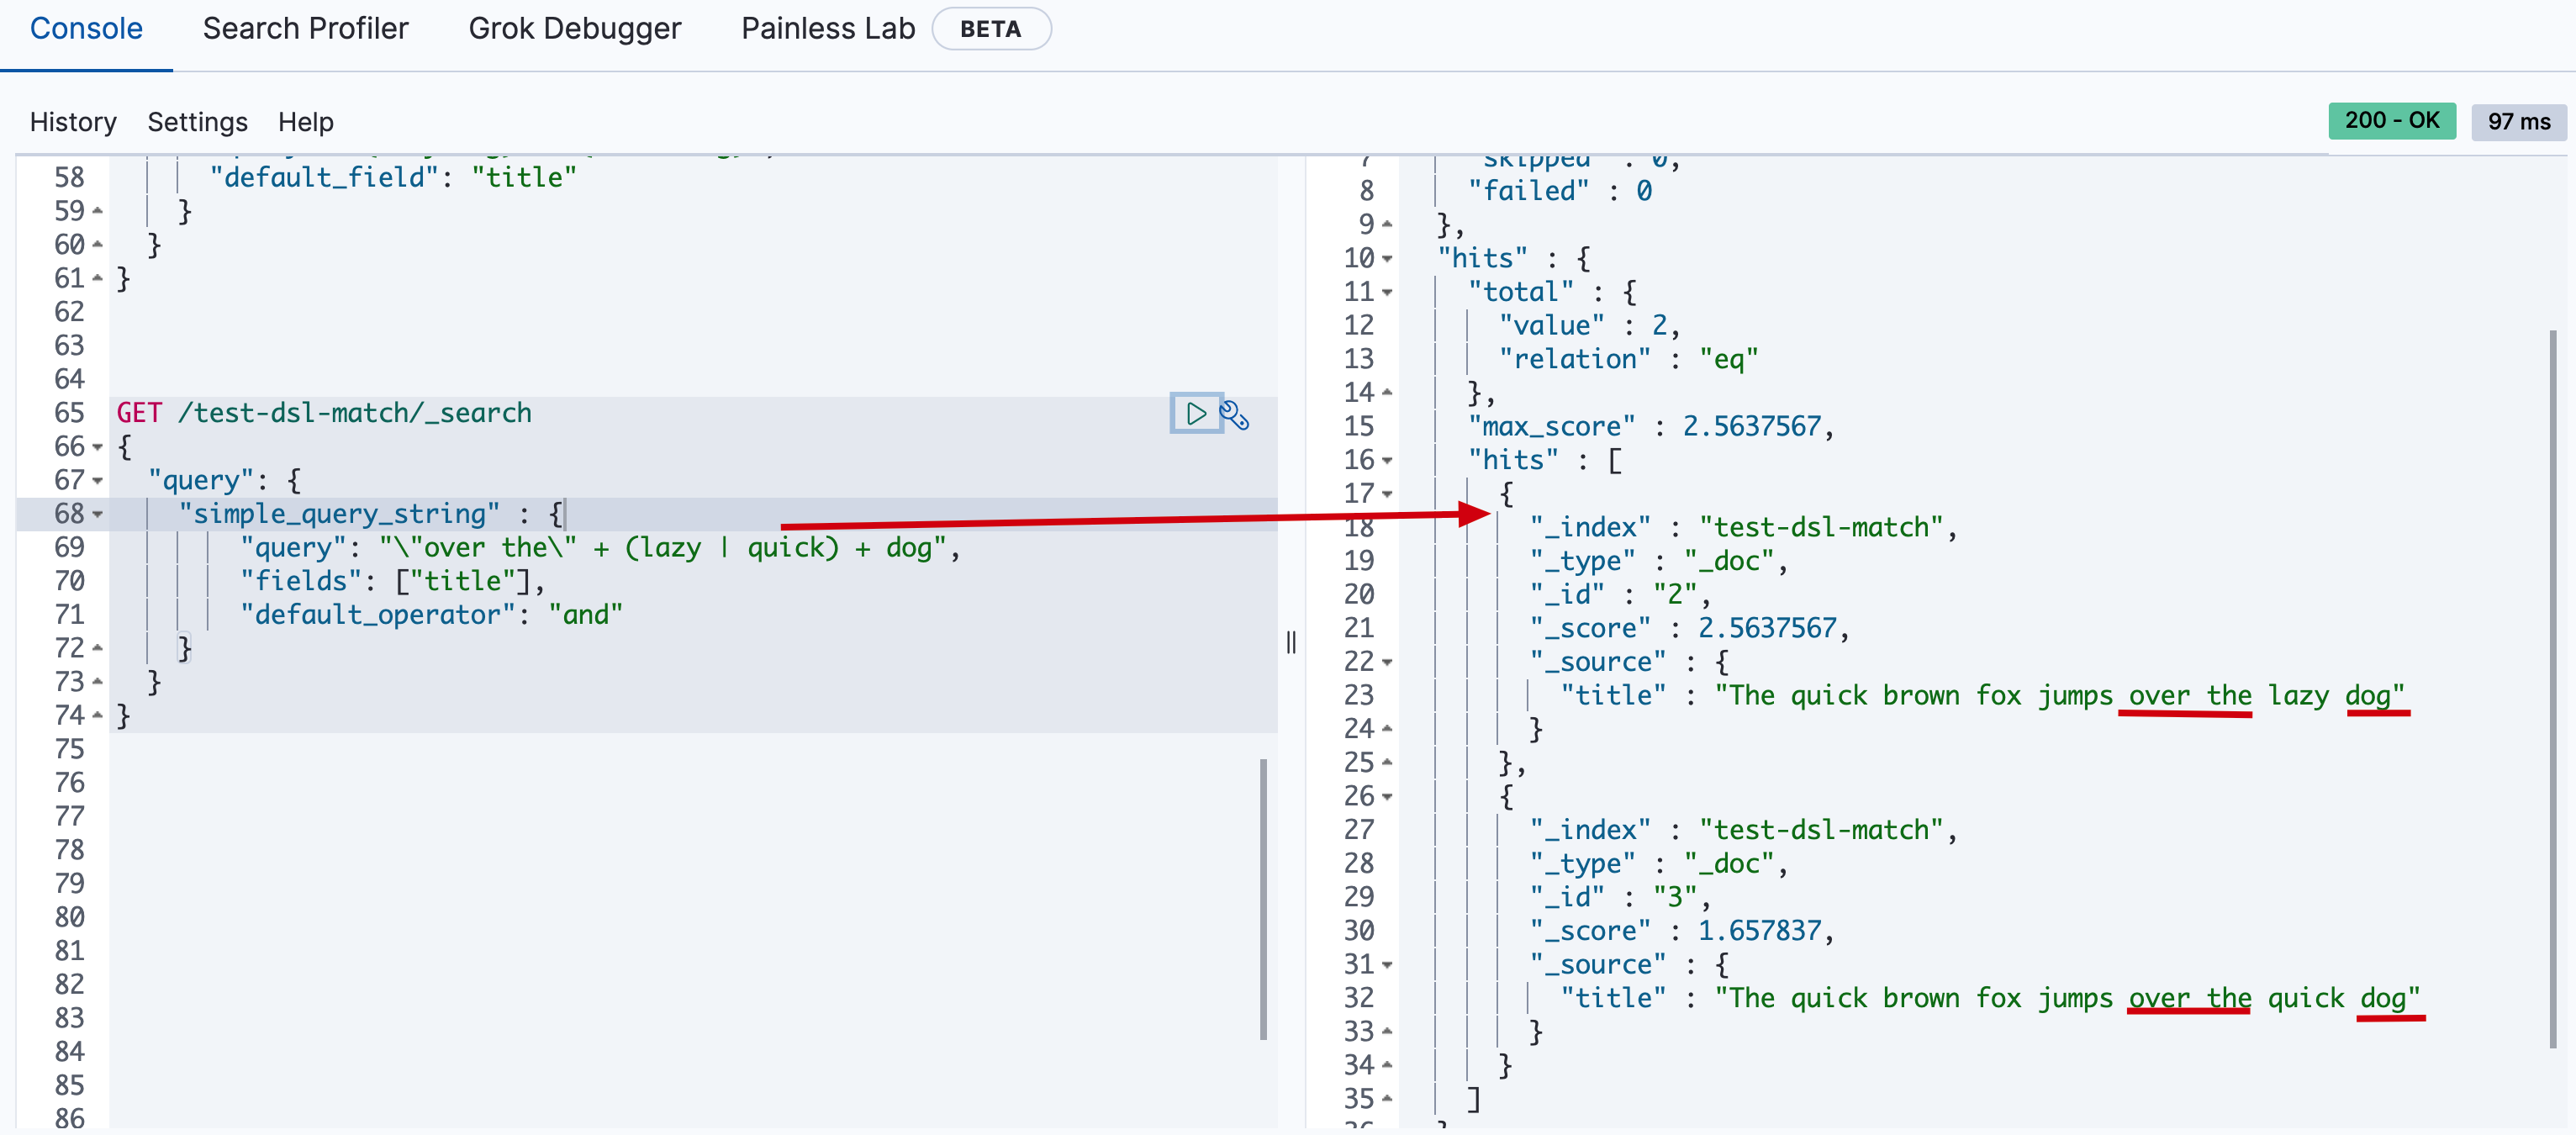 Console Search Profiler Grok Debugger Painless Lab BETA
History Settings Help
200 - OK 97 ms
58 "default_field": "title"
59 }
60 }
61 }
62
63
64
65 GET /test-dsl-match/_search
66 {
67 "query": {
68 "simple_query_string" : {
69 "query": "\"over the\" + (lazy | quick) + dog",
70 "fields": ["title"],
71 "default_operator": "and"
72 }
73 }
74 }
75
76
77
78
79
80
81
82
83
84
85
86
7 "skipped" : 0,
8 "failed" : 0
9 },
10 "hits" : {
11 "total" : {
12 "value" : 2,
13 "relation" : "eq"
14 },
15 "max_score" : 2.5637567,
16 "hits" : [
17 {
18 "_index" : "test-dsl-match",
19 "_type" : "_doc",
20 "_id" : "2",
21 "_score" : 2.5637567,
22 "_source" : {
23 "title" : "The quick brown fox jumps over the lazy dog"
24 }
25 },
26 {
27 "_index" : "test-dsl-match",
28 "_type" : "_doc",
29 "_id" : "3",
30 "_score" : 1.657837,
31 "_source" : {
32 "title" : "The quick brown fox jumps over the quick dog"
33 }
34 }
35 ]
36 }